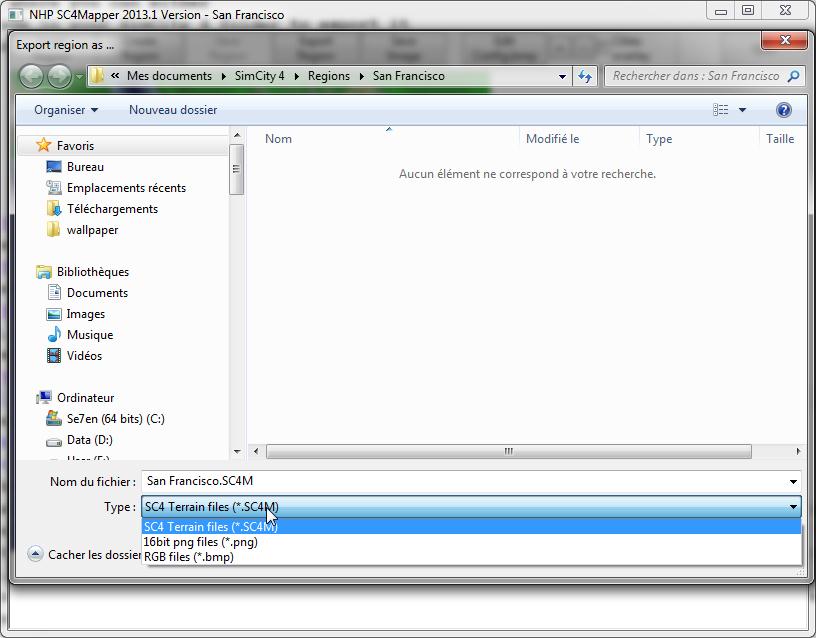 NHP SC4Mapper 2013.1 Version - San Francisco
Export region as ...
« Mes documents SimCity 4 Regions San Francisco
Rechercher dans : San Francisco
Organiser Nouveau dossier
Nom Modifié le Type Taille
Aucun élément ne correspond à votre recherche.
Favoris
Bureau
Emplacements récents
Téléchargements
wallpaper
Bibliothèques
Documents
Images
Musique
Vidéos
Ordinateur
Se7en (64 bits) (C:)
Data (D:)
Nom du fichier : San Francisco.SC4M
Type : SC4 Terrain files (*.SC4M)
SC4 Terrain files (*.SC4M)
16bit png files (*.png)
RGB files (*.bmp)
Cacher les dossier